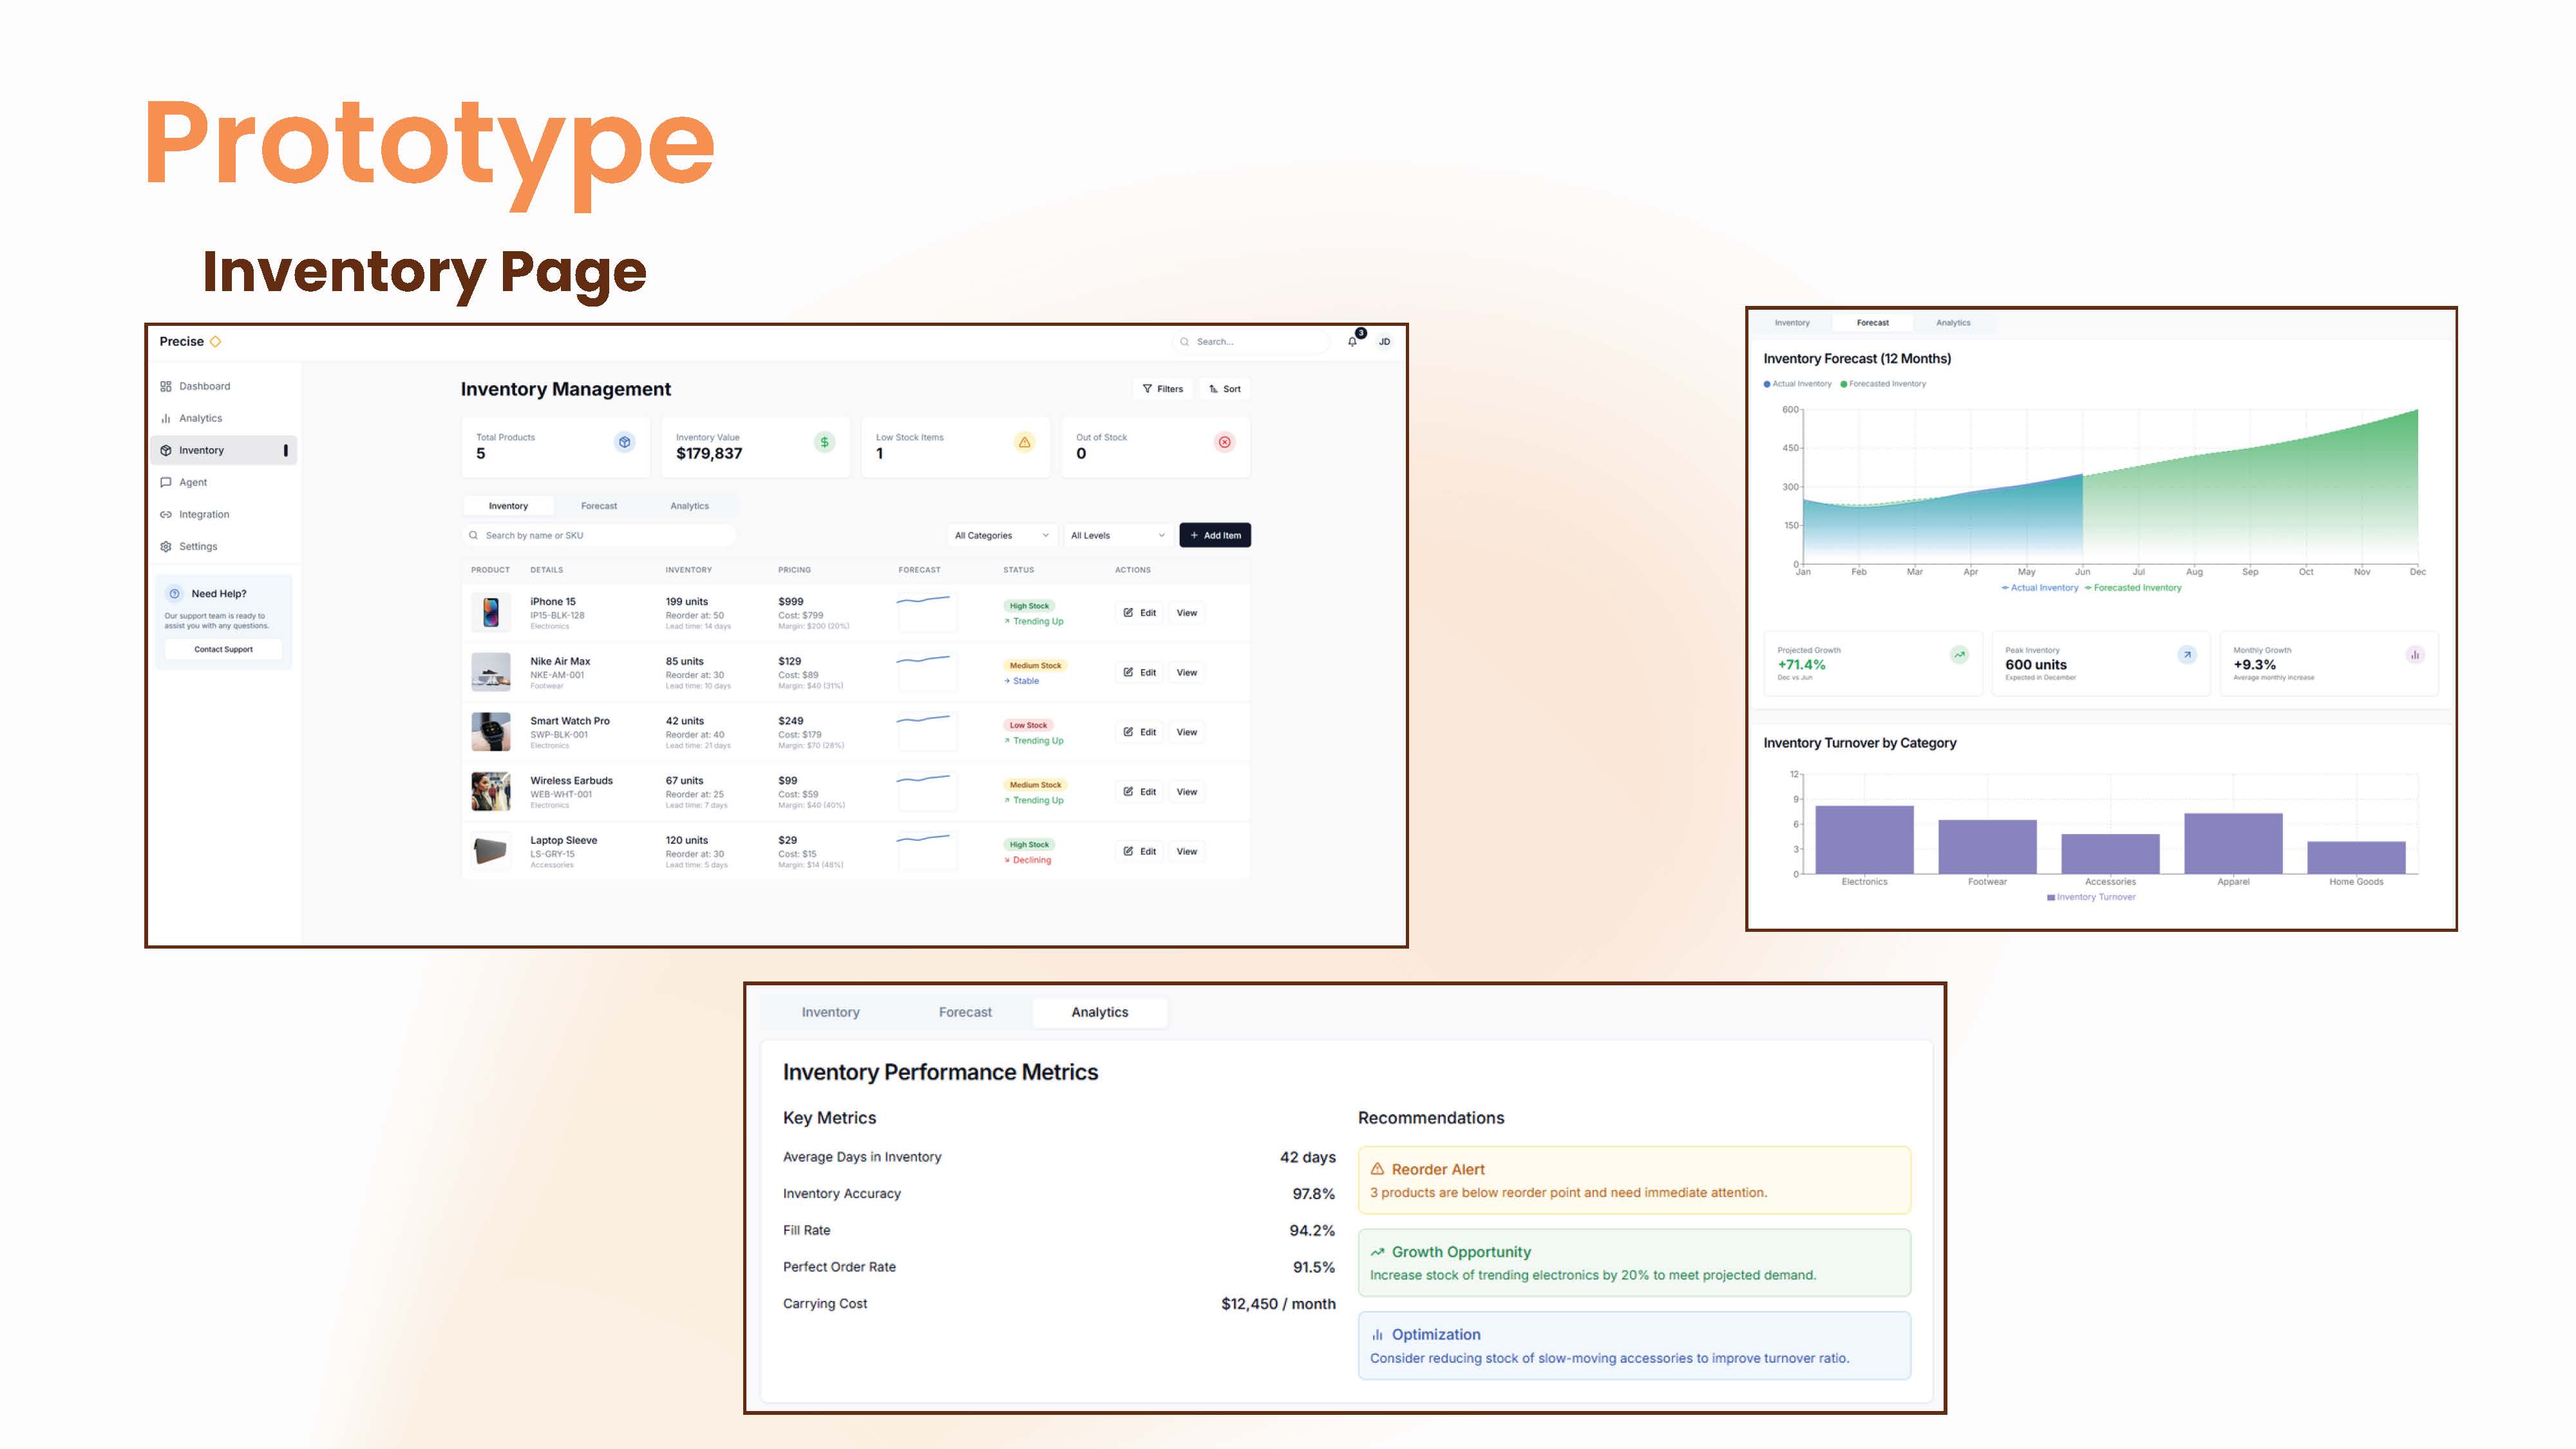 Prototype
Inventory Page
Precise
Search...
3
JD
Dashboard
Analytics
Inventory
Agent
Integration
Settings
Need Help?
Our support team is ready to
assist you with any questions.
Contact Support
Inventory Management
Filters
Sort
Total Products
5
Inventory Value
$179,837
Low Stock Items
1
Out of Stock
0
Inventory Forecast Analytics
Search by name or SKU
All Categories
All Levels
+ Add Item
PRODUCT DETAILS INVENTORY PRICING FORECAST STATUS ACTIONS
iPhone 15 199 units $999 High Stock Edit View
IP15-BLK-128 Reorder at: 50 Cost: $799 Trending Up
Electronics Lead time: 14 days Margin: $200 (20%)
Nike Air Max 85 units $129 Medium Stock Edit View
NKE-AM-001 Reorder at: 30 Cost: $89 Stable
Footwear Lead time: 10 days Margin: $40 (31%)
Smart Watch Pro 42 units $249 Low Stock Edit View
SWP-BLK-001 Reorder at: 40 Cost: $179 Trending Up
Electronics Lead time: 21 days Margin: $70 (28%)
Wireless Earbuds 67 units $99 Medium Stock Edit View
WEB-WHT-001 Reorder at: 25 Cost: $59 Trending Up
Electronics Lead time: 7 days Margin: $40 (40%)
Laptop Sleeve 120 units $29 High Stock Edit View
LS-GRY-15 Reorder at: 30 Cost: $15 Declining
Accessories Lead time: 5 days Margin: $14 (48%)
Inventory Forecast Analytics
Inventory Forecast (12 Months)
Actual Inventory Forecasted Inventory
600
450
300
150
0
Jan Feb Mar Apr May Jun Jul Aug Sep Oct Nov Dec
Actual Inventory Forecasted Inventory
Projected Growth
+71.4%
Dec vs Jun
Peak Inventory
600 units
Expected in December
Monthly Growth
+9.3%
Average monthly increase
Inventory Turnover by Category
12
9
6
3
0
Electronics Footwear Accessories Apparel Home Goods
Inventory Turnover
Inventory Forecast Analytics
Inventory Performance Metrics
Key Metrics
Average Days in Inventory 42 days
Inventory Accuracy 97.8%
Fill Rate 94.2%
Perfect Order Rate 91.5%
Carrying Cost $12,450 / month
Recommendations
Reorder Alert
3 products are below reorder point and need immediate attention.
Growth Opportunity
Increase stock of trending electronics by 20% to meet projected demand.
Optimization
Consider reducing stock of slow-moving accessories to improve turnover ratio.